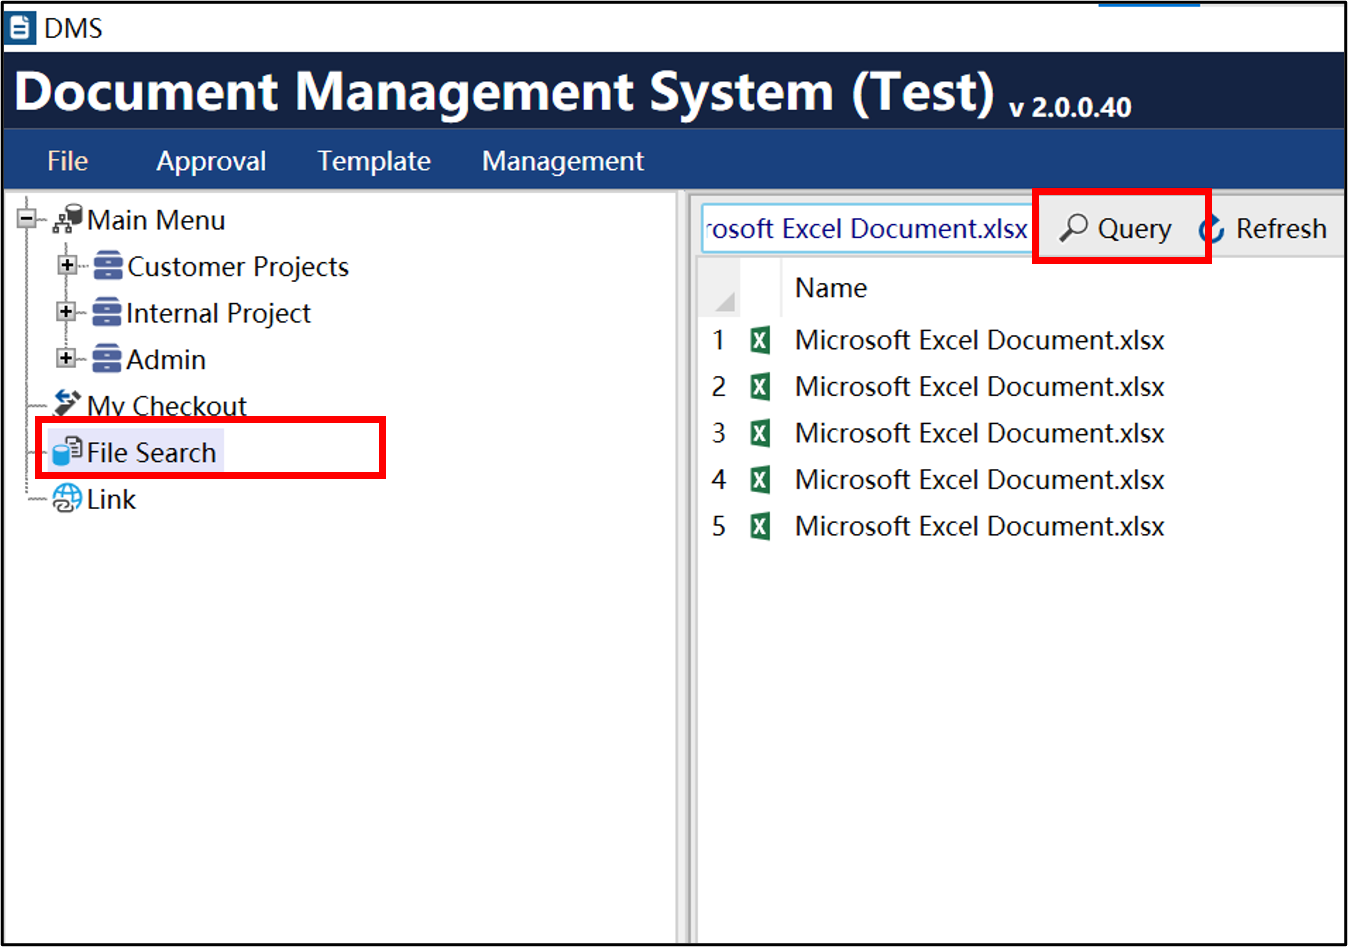 DMS
Document Management System (Test) v 2.0.0.40
File Approval Template Management
Main Menu
Customer Projects
Internal Project
Admin
My Checkout
File Search
Link
rosoft Excel Document.xlsx Query Refresh
Name
1 Microsoft Excel Document.xlsx
2 Microsoft Excel Document.xlsx
3 Microsoft Excel Document.xlsx
4 Microsoft Excel Document.xlsx
5 Microsoft Excel Document.xlsx